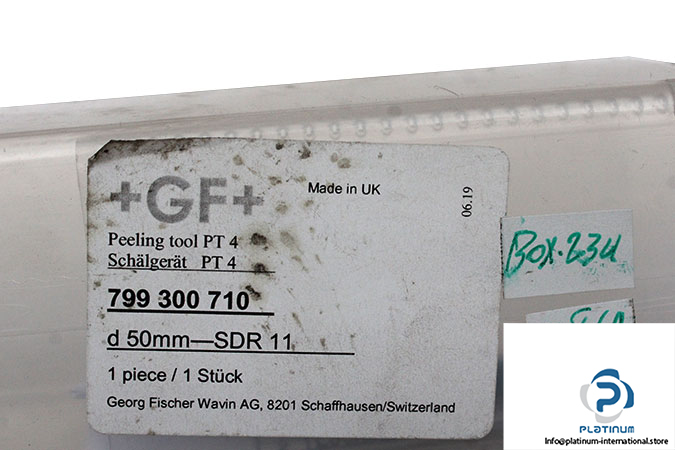 +GF+
Made in UK
06.19
Peeling tool PT 4
Schälgerät PT 4
799 300 710
d 50mm—SDR 11
1 piece / 1 Stück
Georg Fischer Wavin AG, 8201 Schaffhausen/Switzerland
Box.234
PLATINUM
Info@platinum-international.store